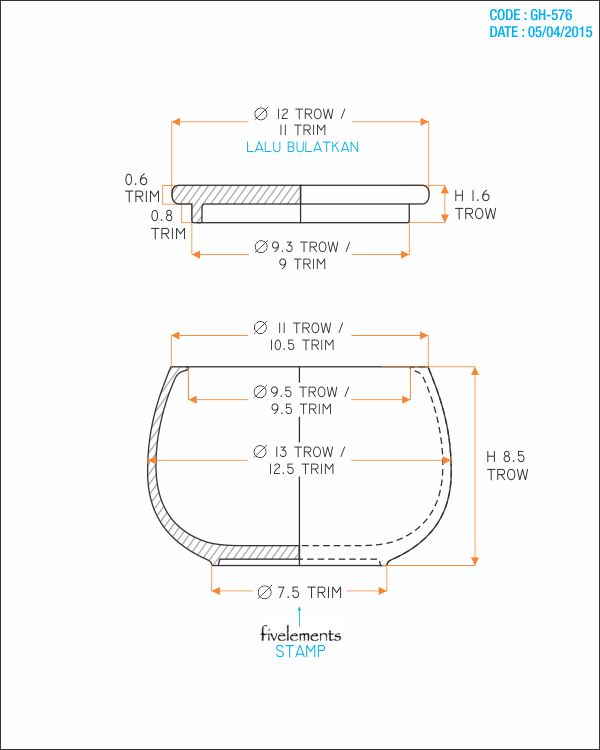 CODE : GH-576
DATE : 05/04/2015
Ø 12 TROW /
11 TRIM
LALU BULATKAN
0.6
TRIM
0.8
TRIM
H 1.6
TROW
Ø 9.3 TROW /
9 TRIM
Ø 11 TROW /
10.5 TRIM
Ø 9.5 TROW /
9.5 TRIM
Ø 13 TROW /
12.5 TRIM
H 8.5
TROW
Ø 7.5 TRIM
fivelements
STAMP